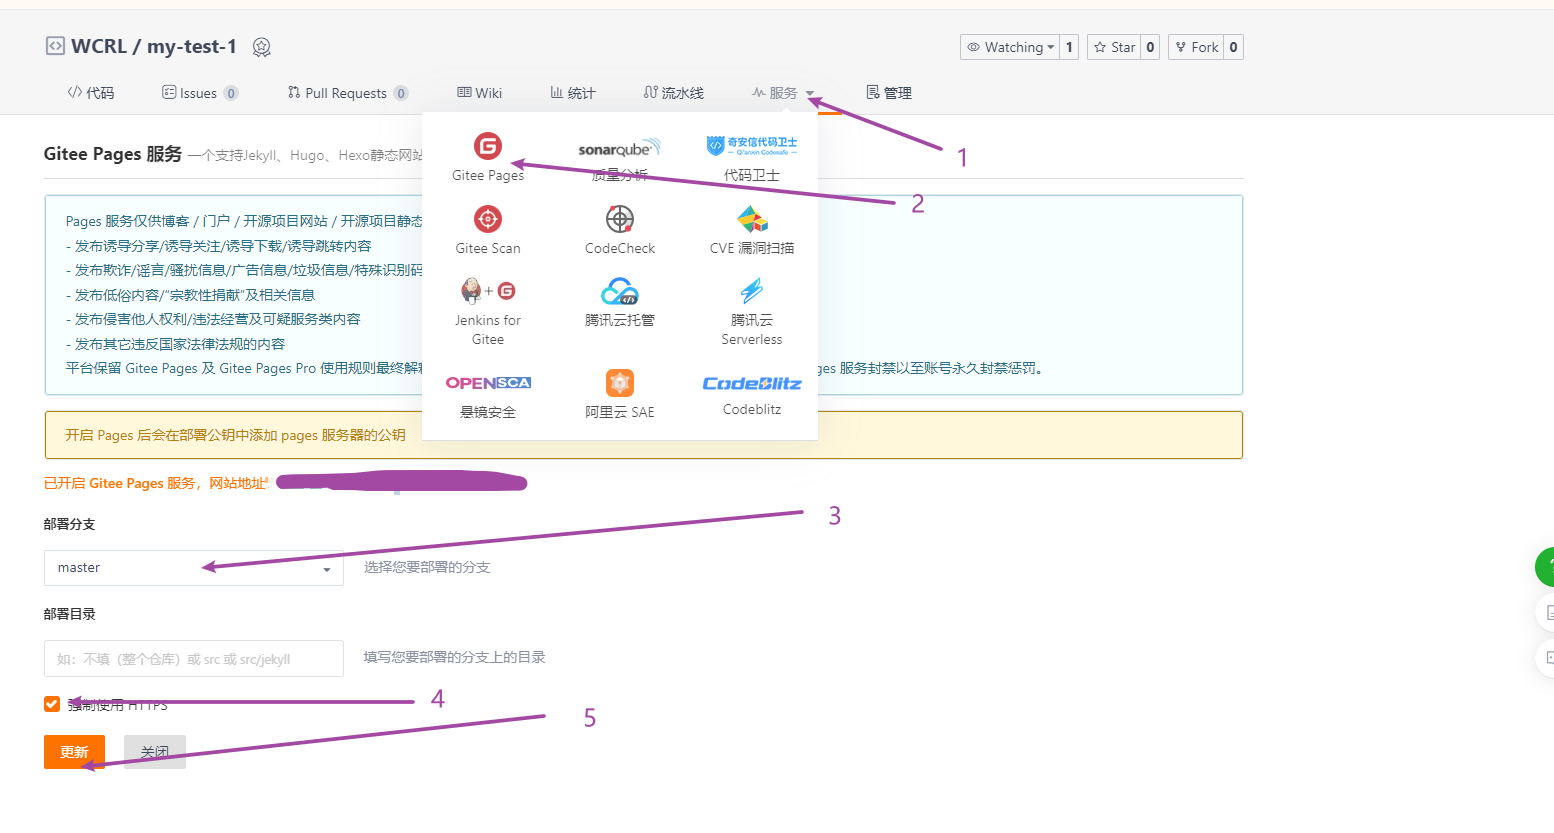 WCRL / my-test-1
Watching 1 Star 0 Fork 0
代码 Issues 0 Pull Requests 0 Wiki 统计 流水线 服务 管理
Gitee Pages 服务 一个支持Jekyll、Hugo、Hexo静态网站
1
2
Gitee Pages
sonarqube
质量分析
奇安信代码卫士
Qi'anxin Codesafe
代码卫士
Gitee Scan
CodeCheck
CVE 漏洞扫描
Jenkins for
Gitee
腾讯云托管
腾讯云
Serverless
OPENSCA
悬镜安全
阿里云 SAE
CodeBlitz
Codeblitz
Pages 服务仅供博客 / 门户 / 开源项目网站 / 开源项目静态
- 发布诱导分享/诱导关注/诱导下载/诱导跳转内容
- 发布欺诈/谣言/骚扰信息/广告信息/垃圾信息/特殊识别码
- 发布低俗内容/“宗教性捐献”及相关信息
- 发布侵害他人权利/违法经营及可疑服务类内容
- 发布其它违反国家法律法规的内容
平台保留 Gitee Pages 及 Gitee Pages Pro 使用规则最终解释 ges 服务封禁以至账号永久封禁惩罚。
开启 Pages 后会在部署公钥中添加 pages 服务器的公钥
已开启 Gitee Pages 服务，网站地址
部署分支
3
master 选择您要部署的分支
部署目录
如：不填（整个仓库）或 src 或 src/jekyll 填写您要部署的分支上的目录
强制使用 HTTPS 4
5
更新 关闭